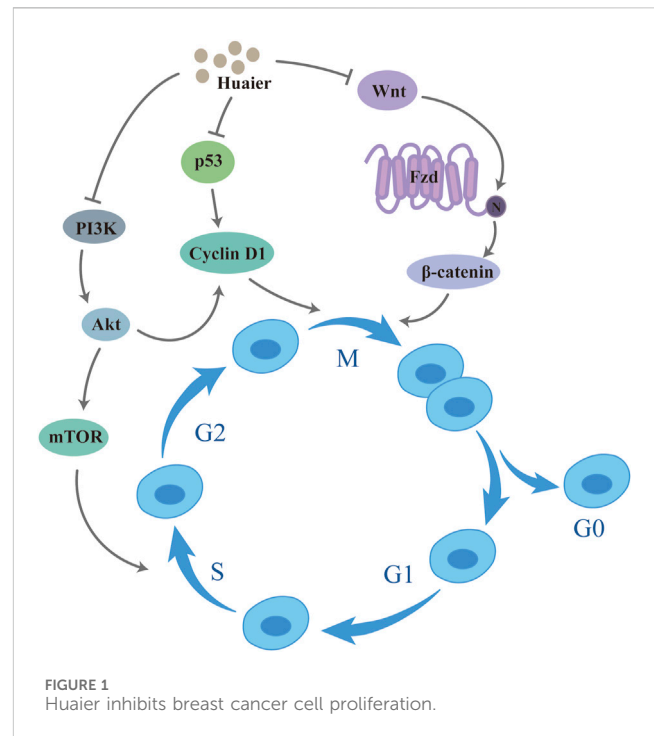 Huaier
Wnt
p53
Fzd
N
PI3K
Cyclin D1
β-catenin
Akt
M
G2
mTOR
G0
G1
S
FIGURE 1
Huaier inhibits breast cancer cell proliferation.